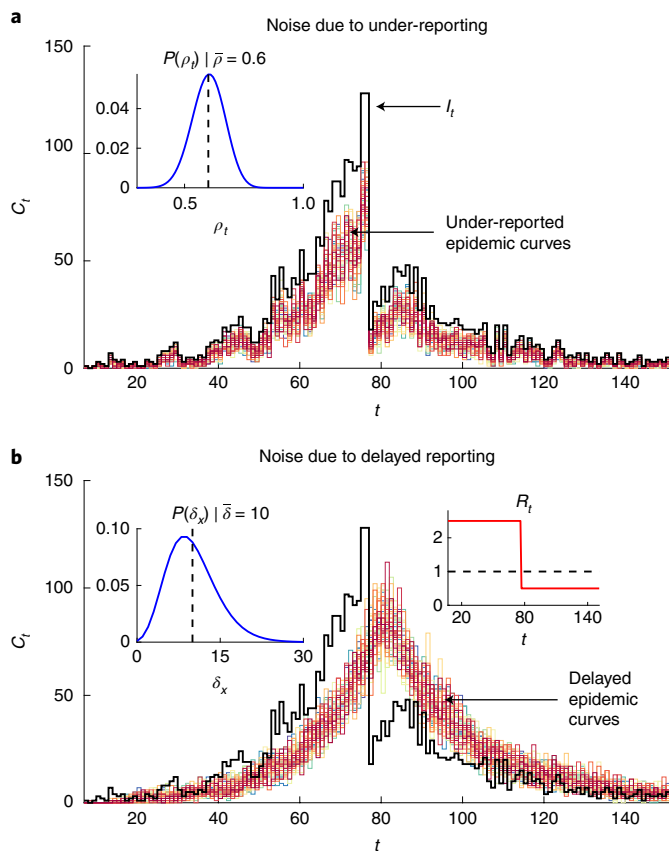 a
Noise due to under-reporting
P(ρt) | ρ̄ = 0.6
It
Under-reported
epidemic curves
Ct
150
100
50
0
0.04
0.02
0
0.5
1.0
ρt
20
40
60
80
100
120
140
t
b
Noise due to delayed reporting
P(δx) | δ̄ = 10
Rt
Delayed
epidemic
curves
Ct
150
100
50
0
0.10
0.05
0
0
15
30
δx
2
1
0
20
80
140
t
20
40
60
80
100
120
140
t